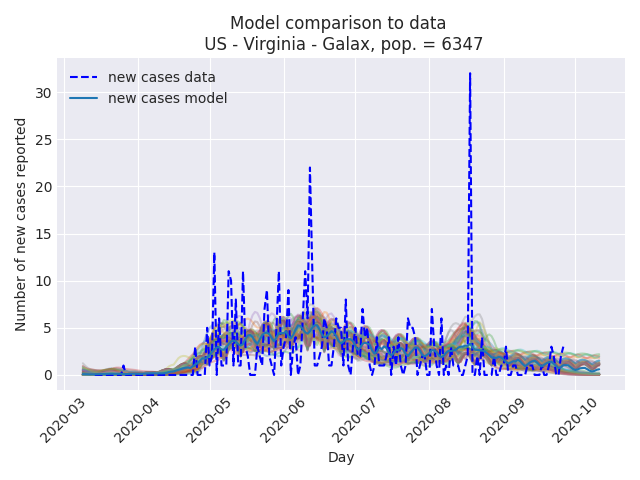 Model comparison to data
US - Virginia - Galax, pop. = 6347
new cases data
new cases model
Number of new cases reported
30
25
20
15
10
5
0
2020-03
2020-04
2020-05
2020-06
2020-07
2020-08
2020-09
2020-10
Day